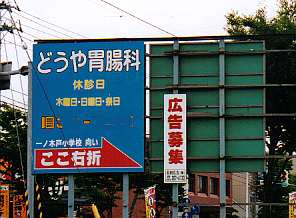 どうや胃腸科
休診日
木曜日・日曜日・祭日
一ノ木戸小学校 向い
ここ右折
広告募集